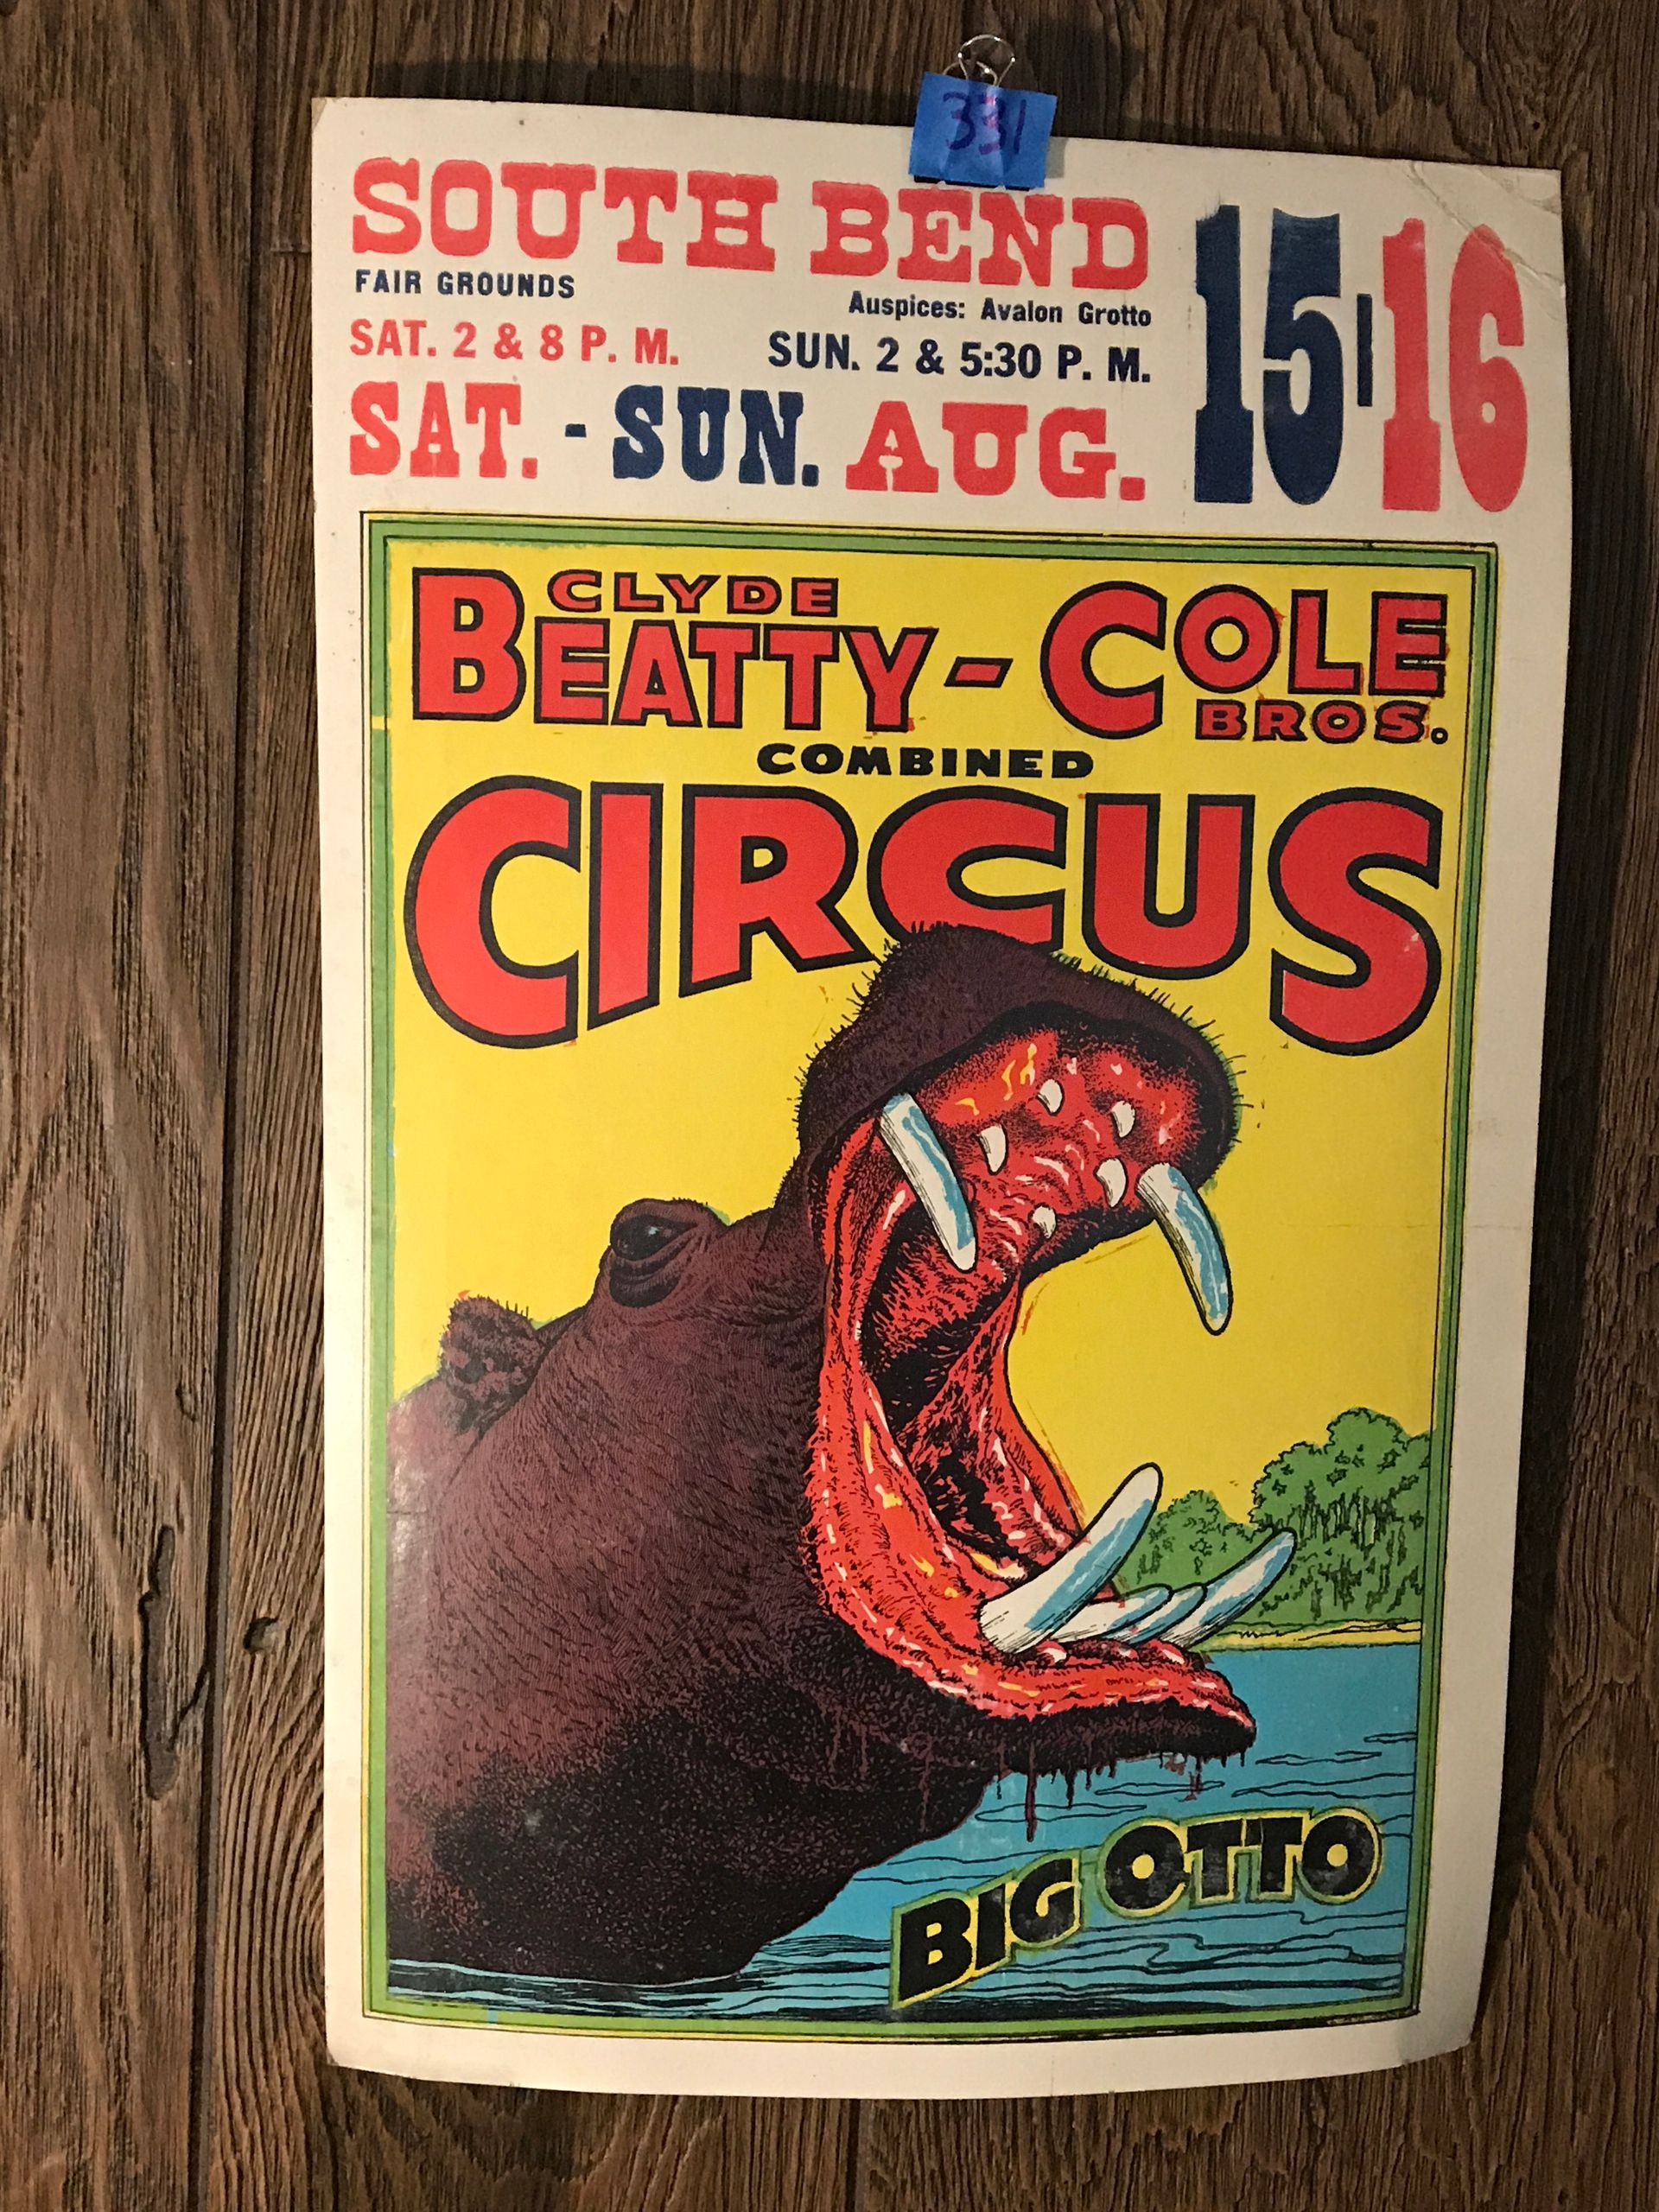 331
SOUTH BEND 15-16
FAIR GROUNDS
Auspices: Avalon Grotto
SAT. 2 & 8 P. M. SUN. 2 & 5:30 P. M.
SAT. - SUN. AUG.
CLYDE
BEATTY - COLE
BROS.
COMBINED
CIRCUS
BIG OTTO